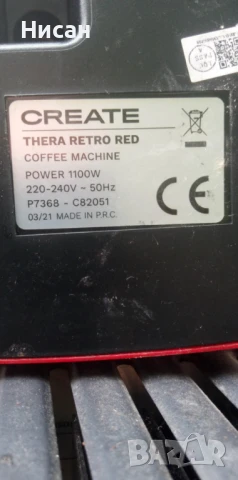 Нисан
CREATE
THERA RETRO RED
COFFEE MACHINE
POWER 1100W
220-240V ~ 50Hz
P7368 - C82051
03/21 MADE IN P.R.C.
CE
BAZAR